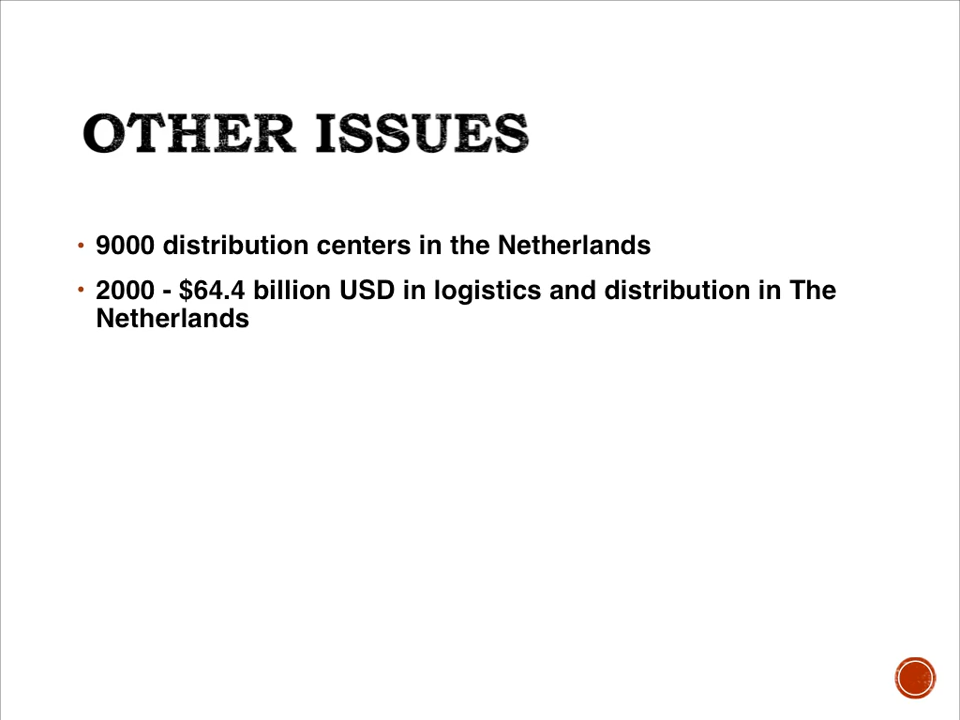 OTHER ISSUES
• 9000 distribution centers in the Netherlands
• 2000 - $64.4 billion USD in logistics and distribution in The
Netherlands